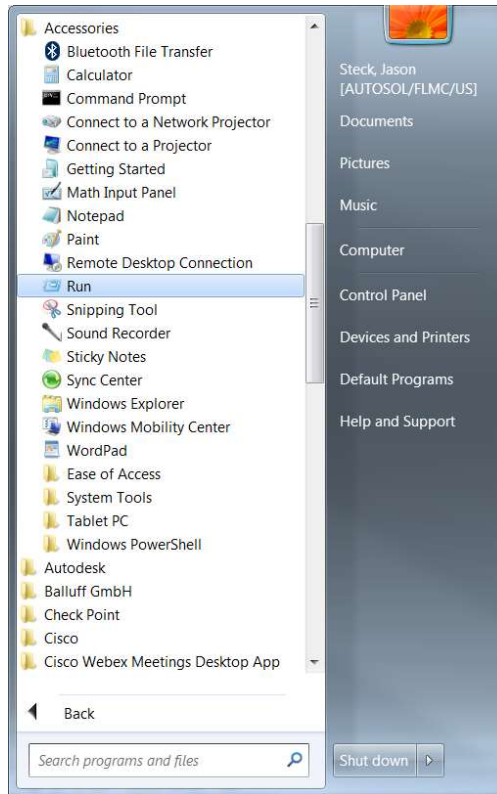 Accessories
Bluetooth File Transfer
Calculator
Command Prompt
Connect to a Network Projector
Connect to a Projector
Getting Started
Math Input Panel
Notepad
Paint
Remote Desktop Connection
Run
Snipping Tool
Sound Recorder
Sticky Notes
Sync Center
Windows Explorer
Windows Mobility Center
WordPad
Ease of Access
System Tools
Tablet PC
Windows PowerShell
Autodesk
Balluff GmbH
Check Point
Cisco
Cisco Webex Meetings Desktop App
Back
Search programs and files
Steck, Jason
[AUTOSOL/FLMC/US]
Documents
Pictures
Music
Computer
Control Panel
Devices and Printers
Default Programs
Help and Support
Shut down